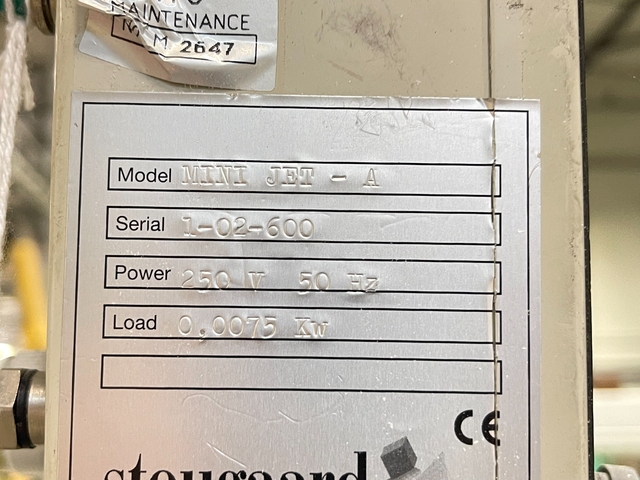 MAINTENANCE
M M 2647
Model MINI JET - A
Serial 1-02-600
Power 250 V 50 Hz
Load 0,0075 Kw
CE
stougaard